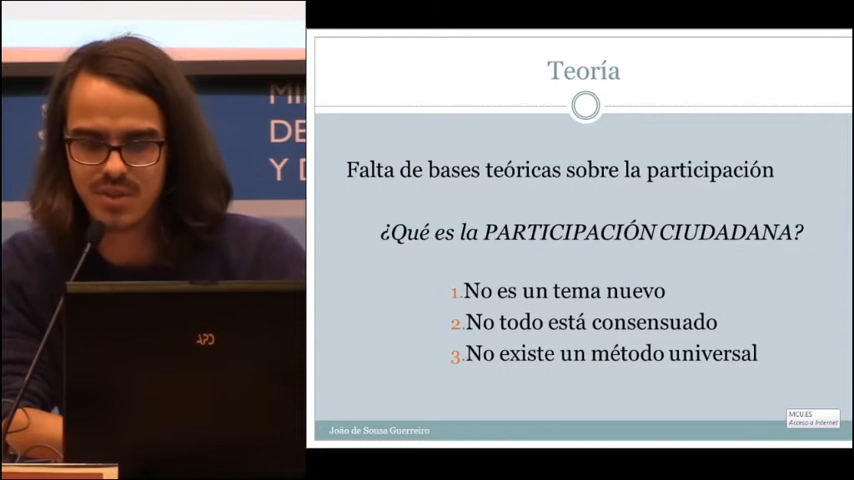 MI
DE
Y D
APD
Teoría
Falta de bases teóricas sobre la participación
¿Qué es la PARTICIPACIÓN CIUDADANA?
1.No es un tema nuevo
2.No todo está consensuado
3.No existe un método universal
MCU.ES
Acceso a Internet
João de Sousa Guerreiro